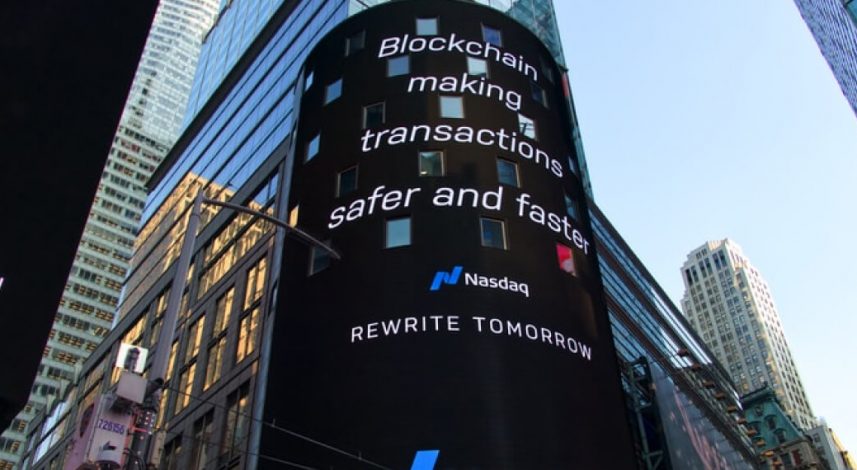 Blockchain
making
transactions
safer and faster
Nasdaq
REWRITE TOMORROW